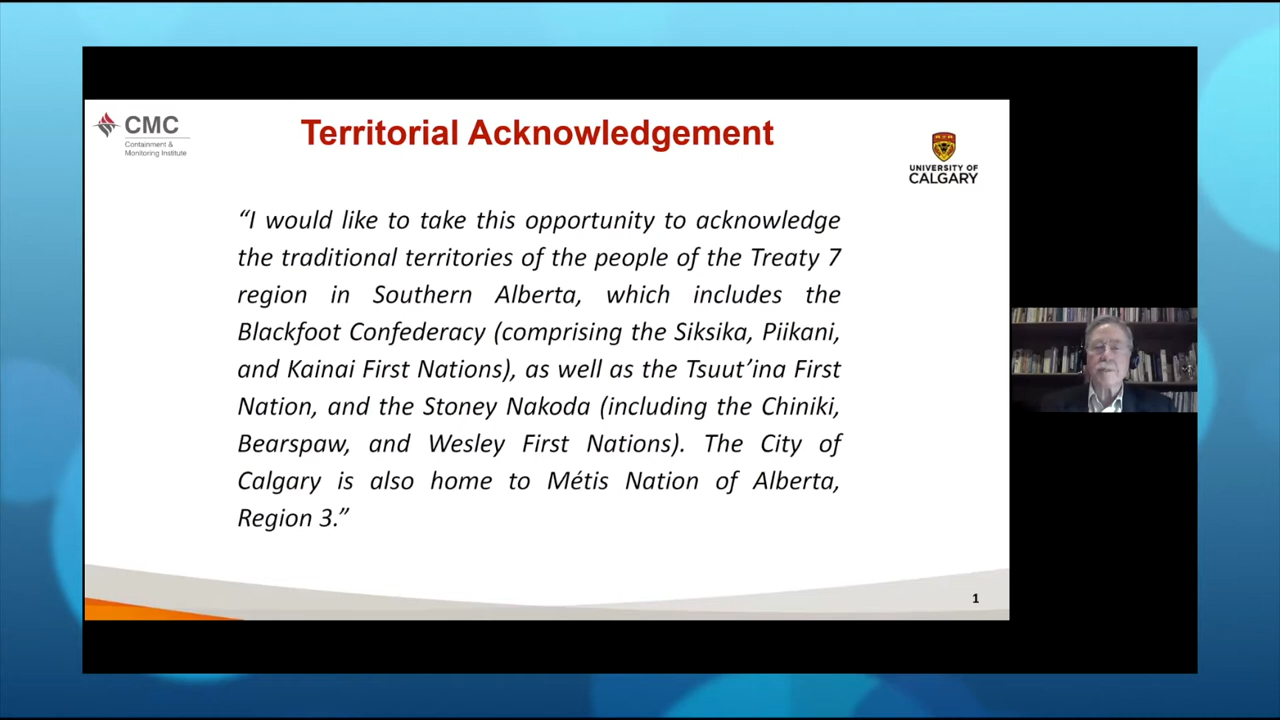 CMC
Containment &
Monitoring Institute
Territorial Acknowledgement
UNIVERSITY OF
CALGARY
“I would like to take this opportunity to acknowledge
the traditional territories of the people of the Treaty 7
region in Southern Alberta, which includes the
Blackfoot Confederacy (comprising the Siksika, Piikani,
and Kainai First Nations), as well as the Tsuut’ina First
Nation, and the Stoney Nakoda (including the Chiniki,
Bearspaw, and Wesley First Nations). The City of
Calgary is also home to Métis Nation of Alberta,
Region 3.”
1